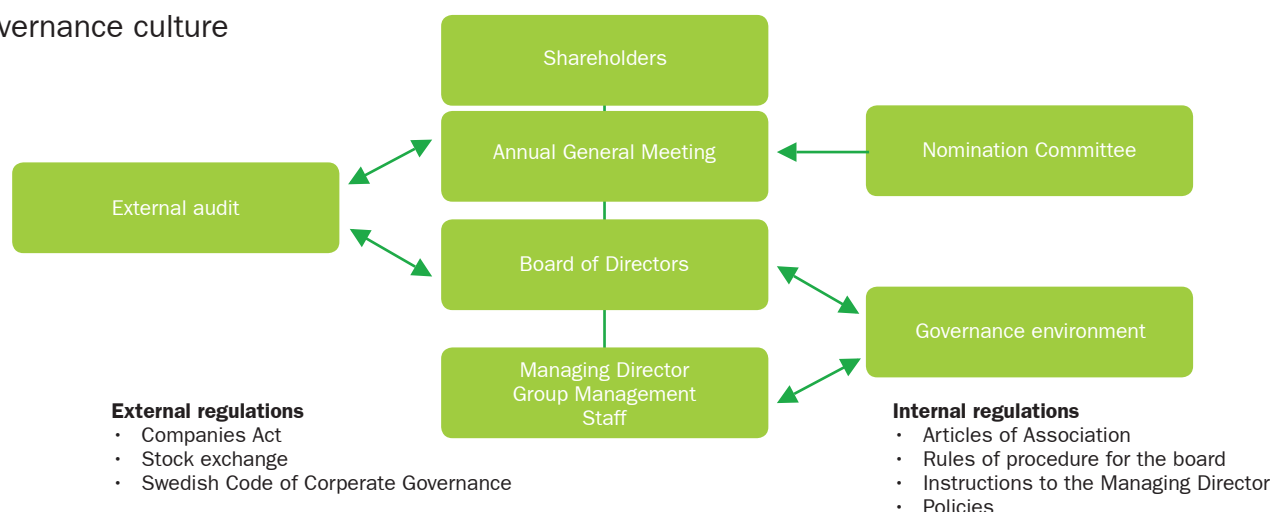 vernance culture
Shareholders
Annual General Meeting
Nomination Committee
External audit
Board of Directors
Governance environment
Managing Director
Group Management
Staff
External regulations
• Companies Act
• Stock exchange
• Swedish Code of Corperate Governance
Internal regulations
• Articles of Association
• Rules of procedure for the board
• Instructions to the Managing Director
• Policies